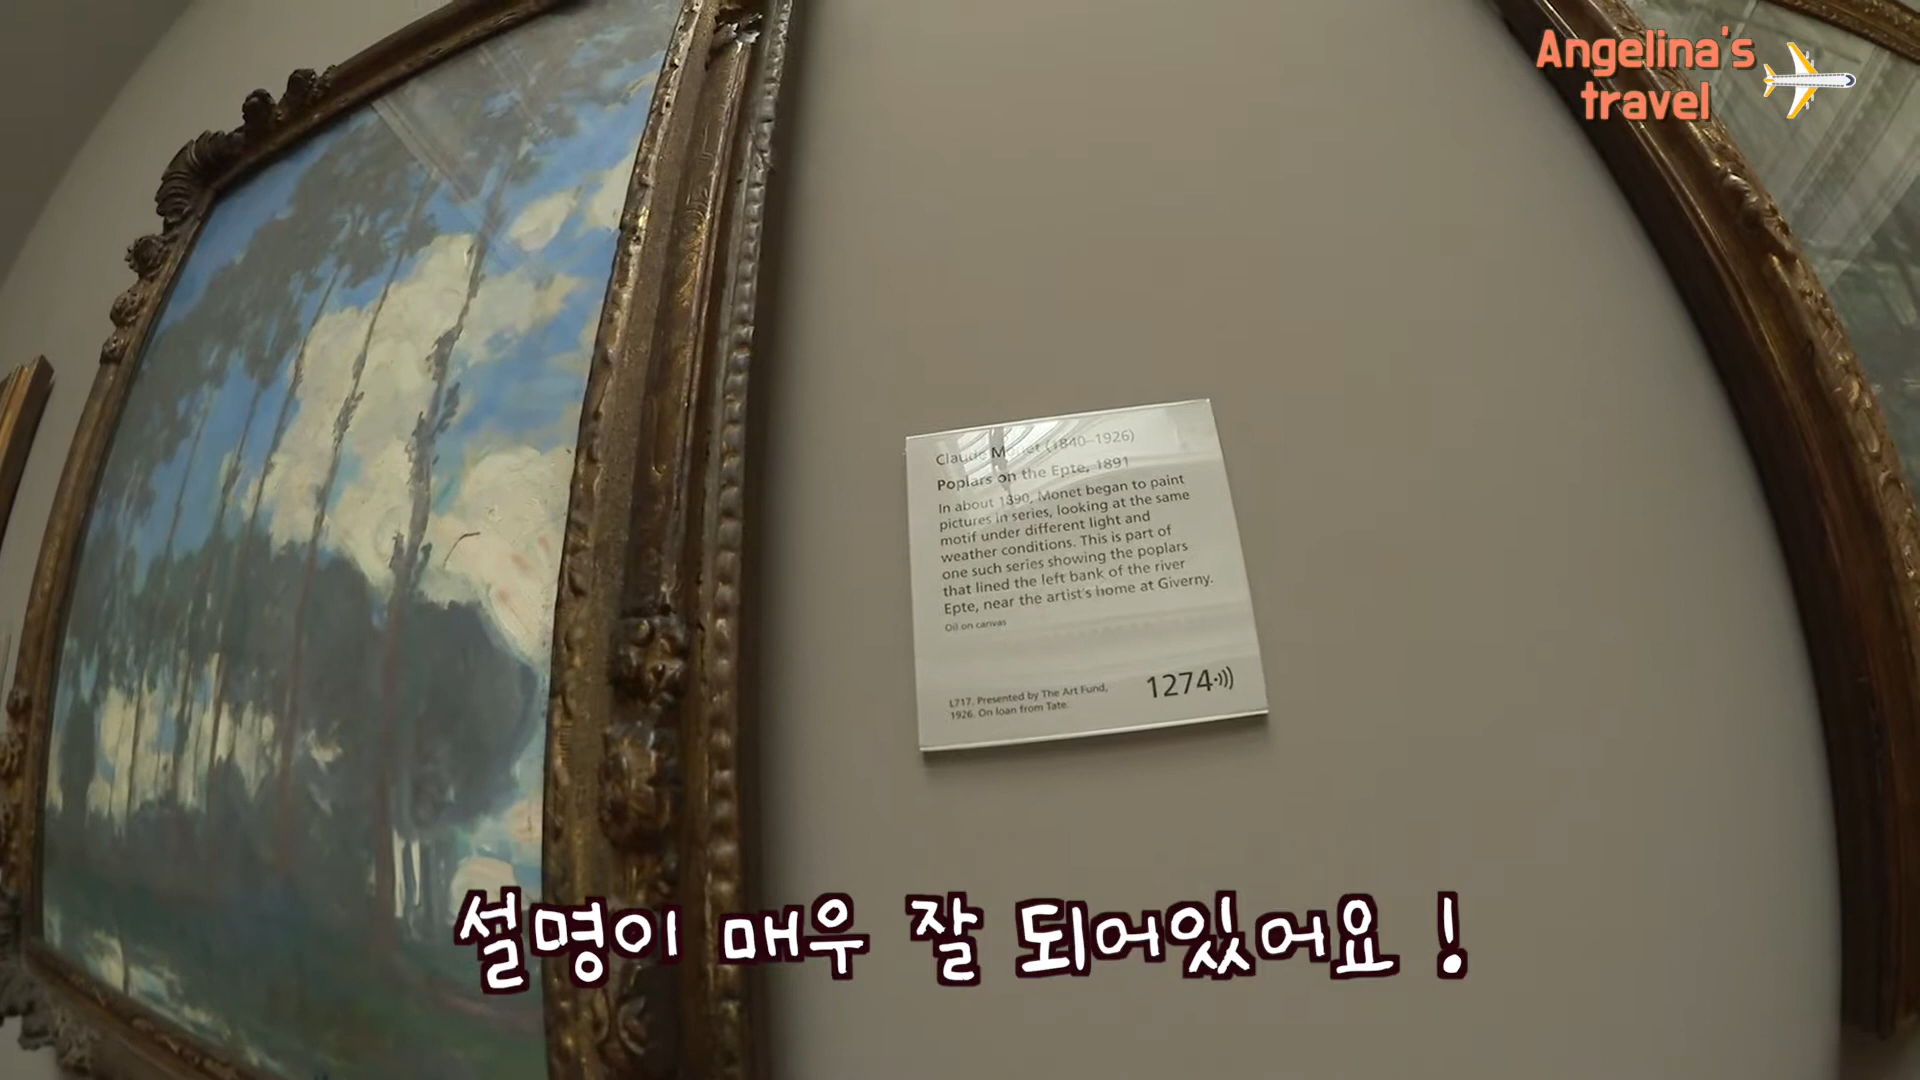 Angelina's
travel
Claude Monet (1840–1926)
Poplars on the Epte, 1891
In about 1890, Monet began to paint
pictures in series, looking at the same
motif under different light and
weather conditions. This is part of
one such series showing the poplars
that lined the left bank of the river
Epte, near the artist's home at Giverny.
Oil on canvas
L717. Presented by The Art Fund,
1926. On loan from Tate.
1274
설명이 매우 잘 되어있어요 !